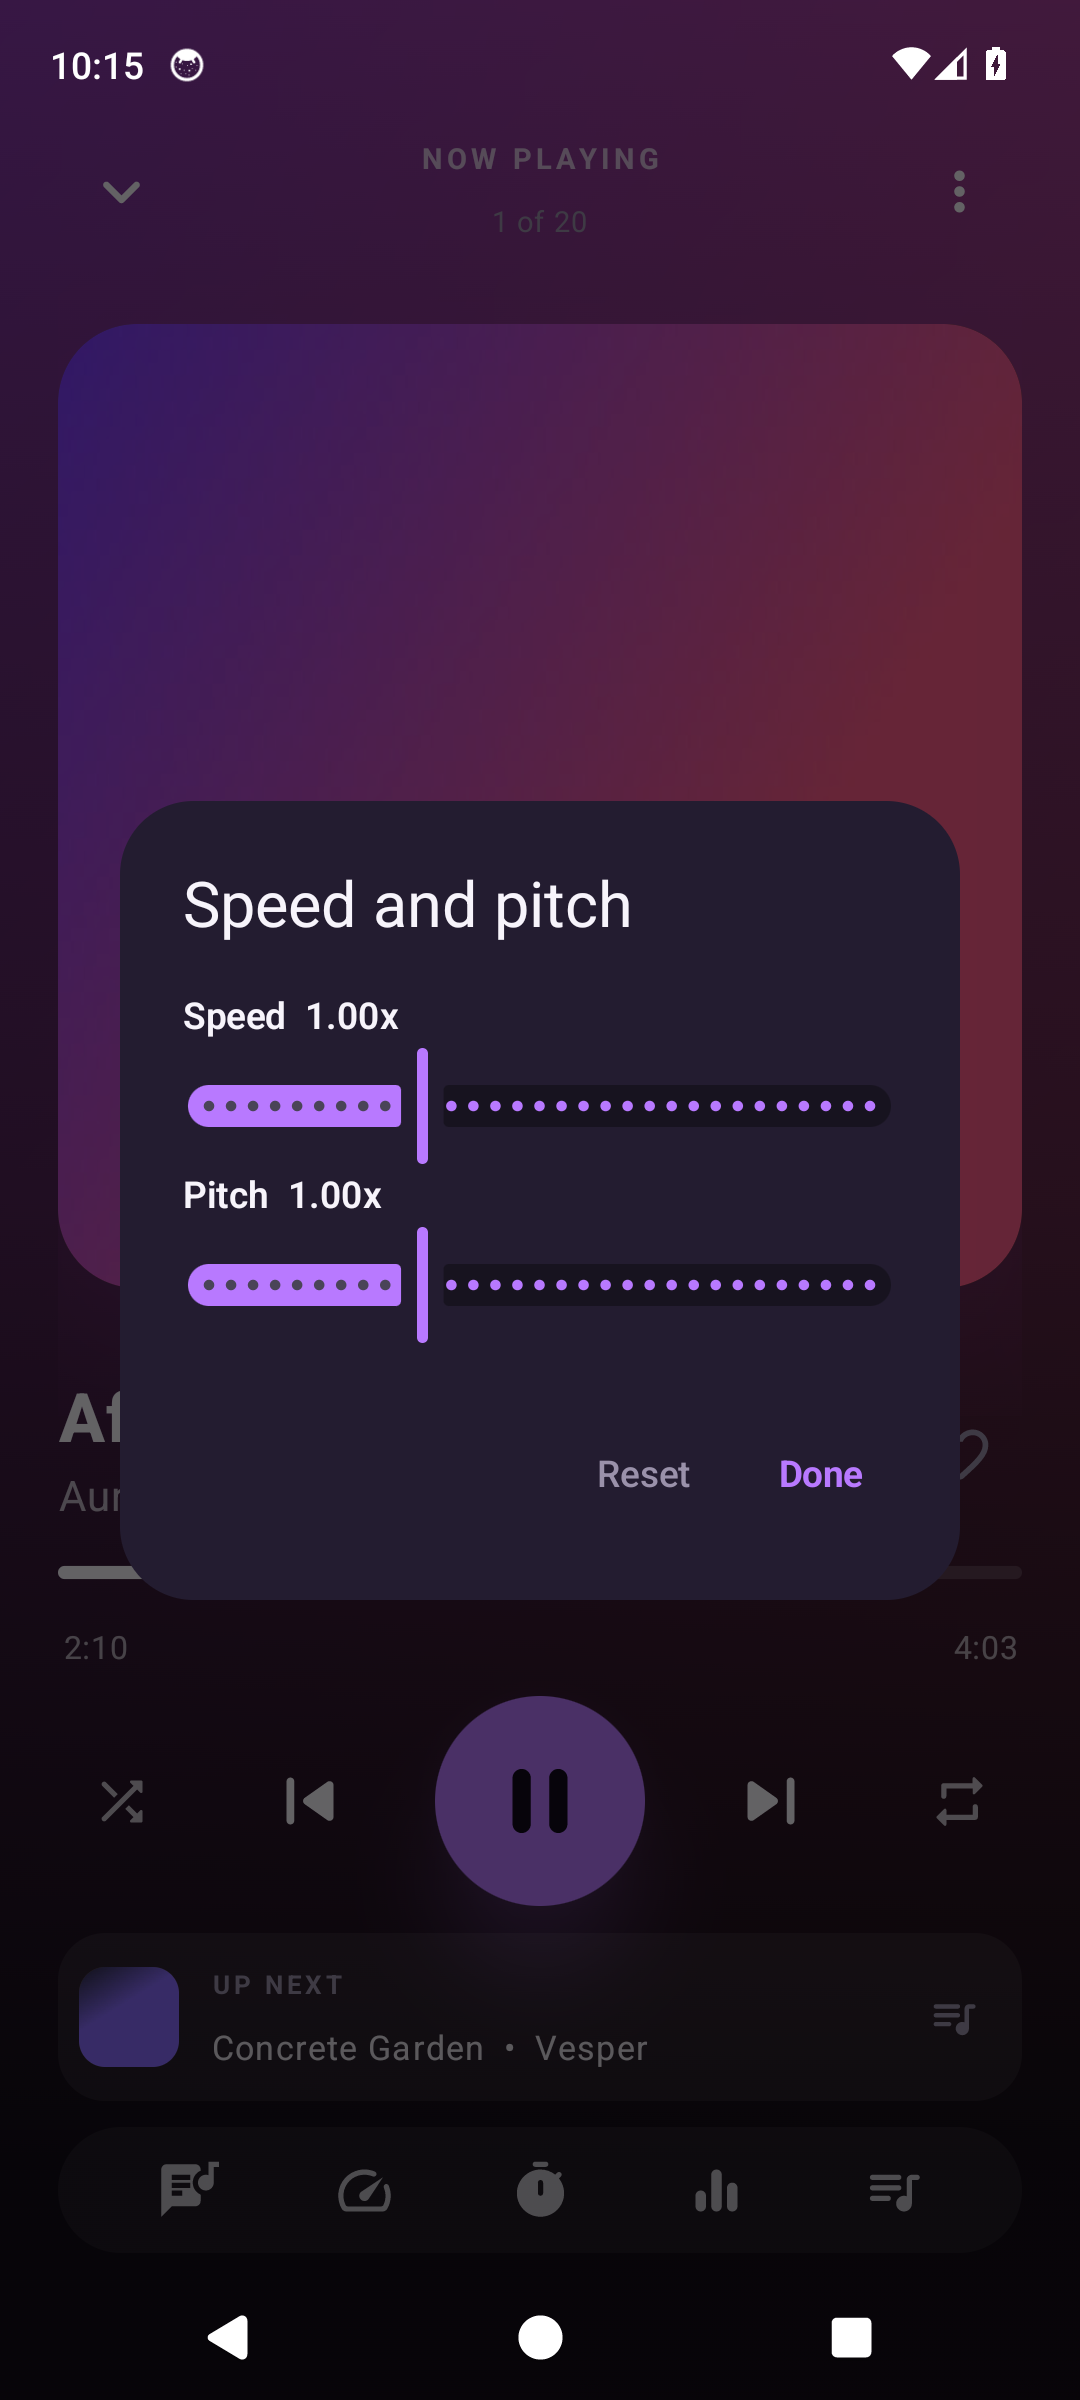 10:15
NOW PLAYING
1 of 20
Speed and pitch
Speed 1.00x
Pitch 1.00x
Reset Done
2:10 4:03
UP NEXT
Concrete Garden • Vesper